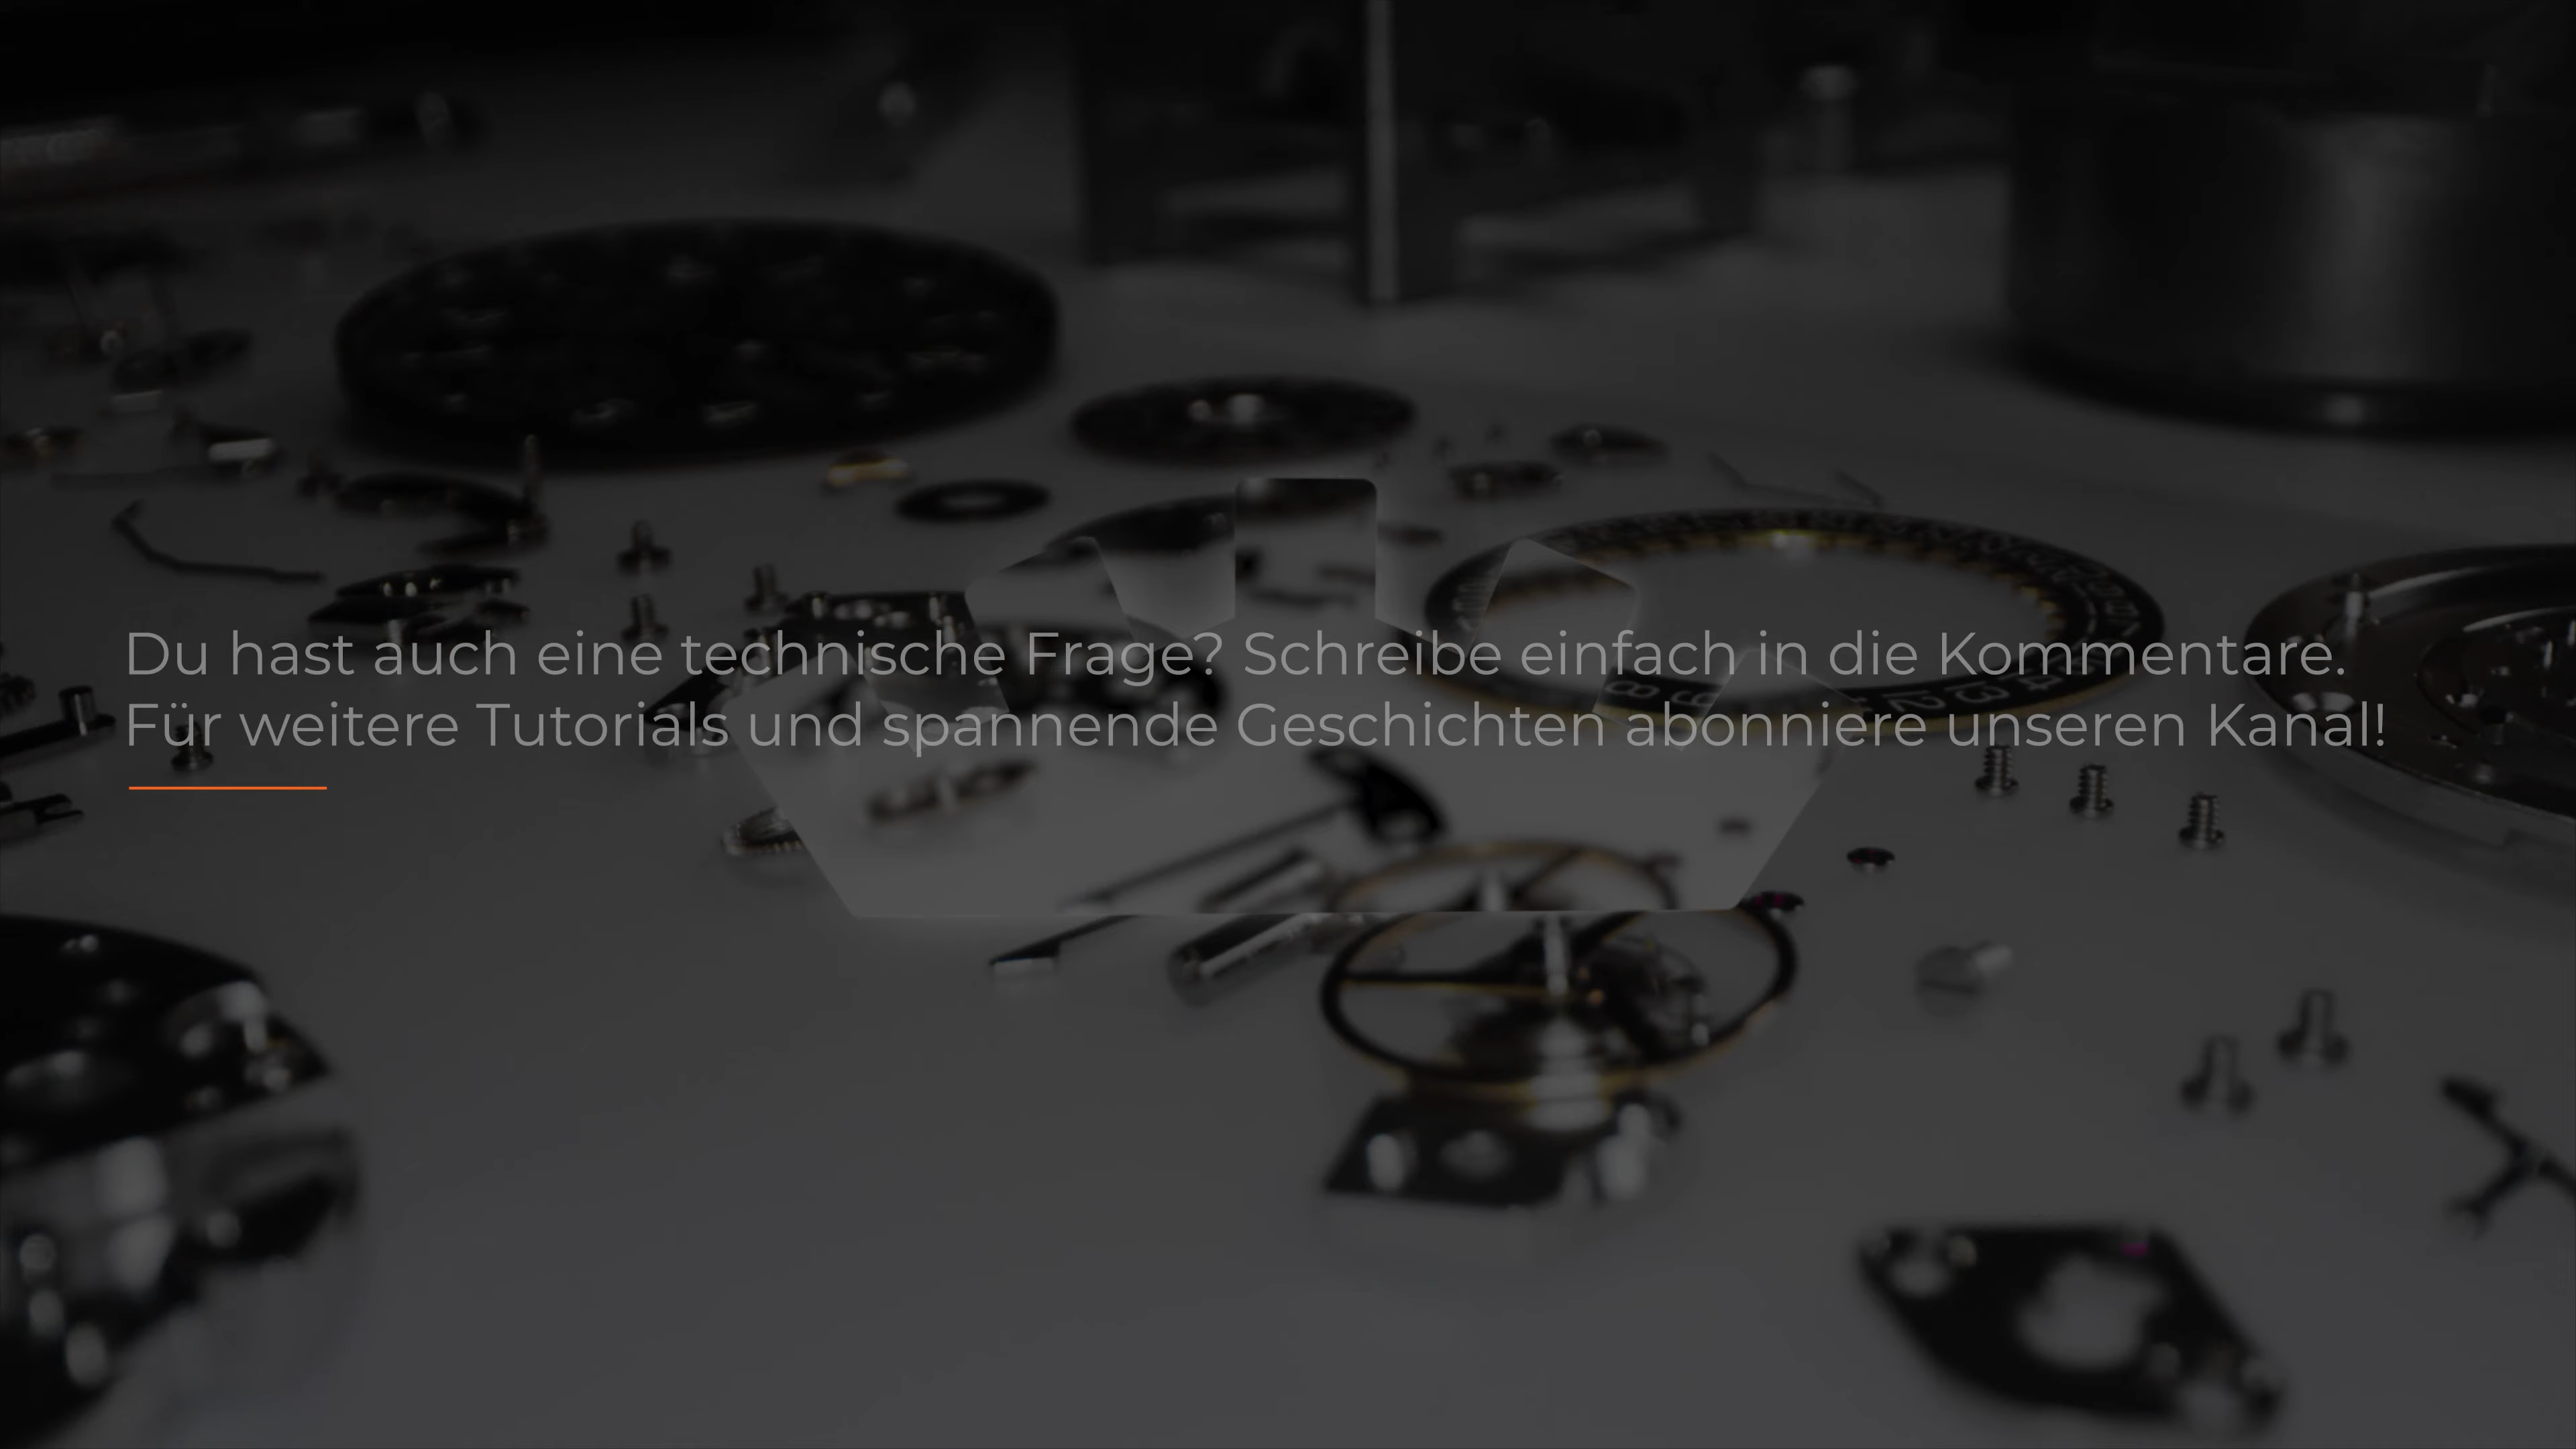 Du hast auch eine technische Frage? Schreibe einfach in die Kommentare.
Für weitere Tutorials und spannende Geschichten abonniere unseren Kanal!